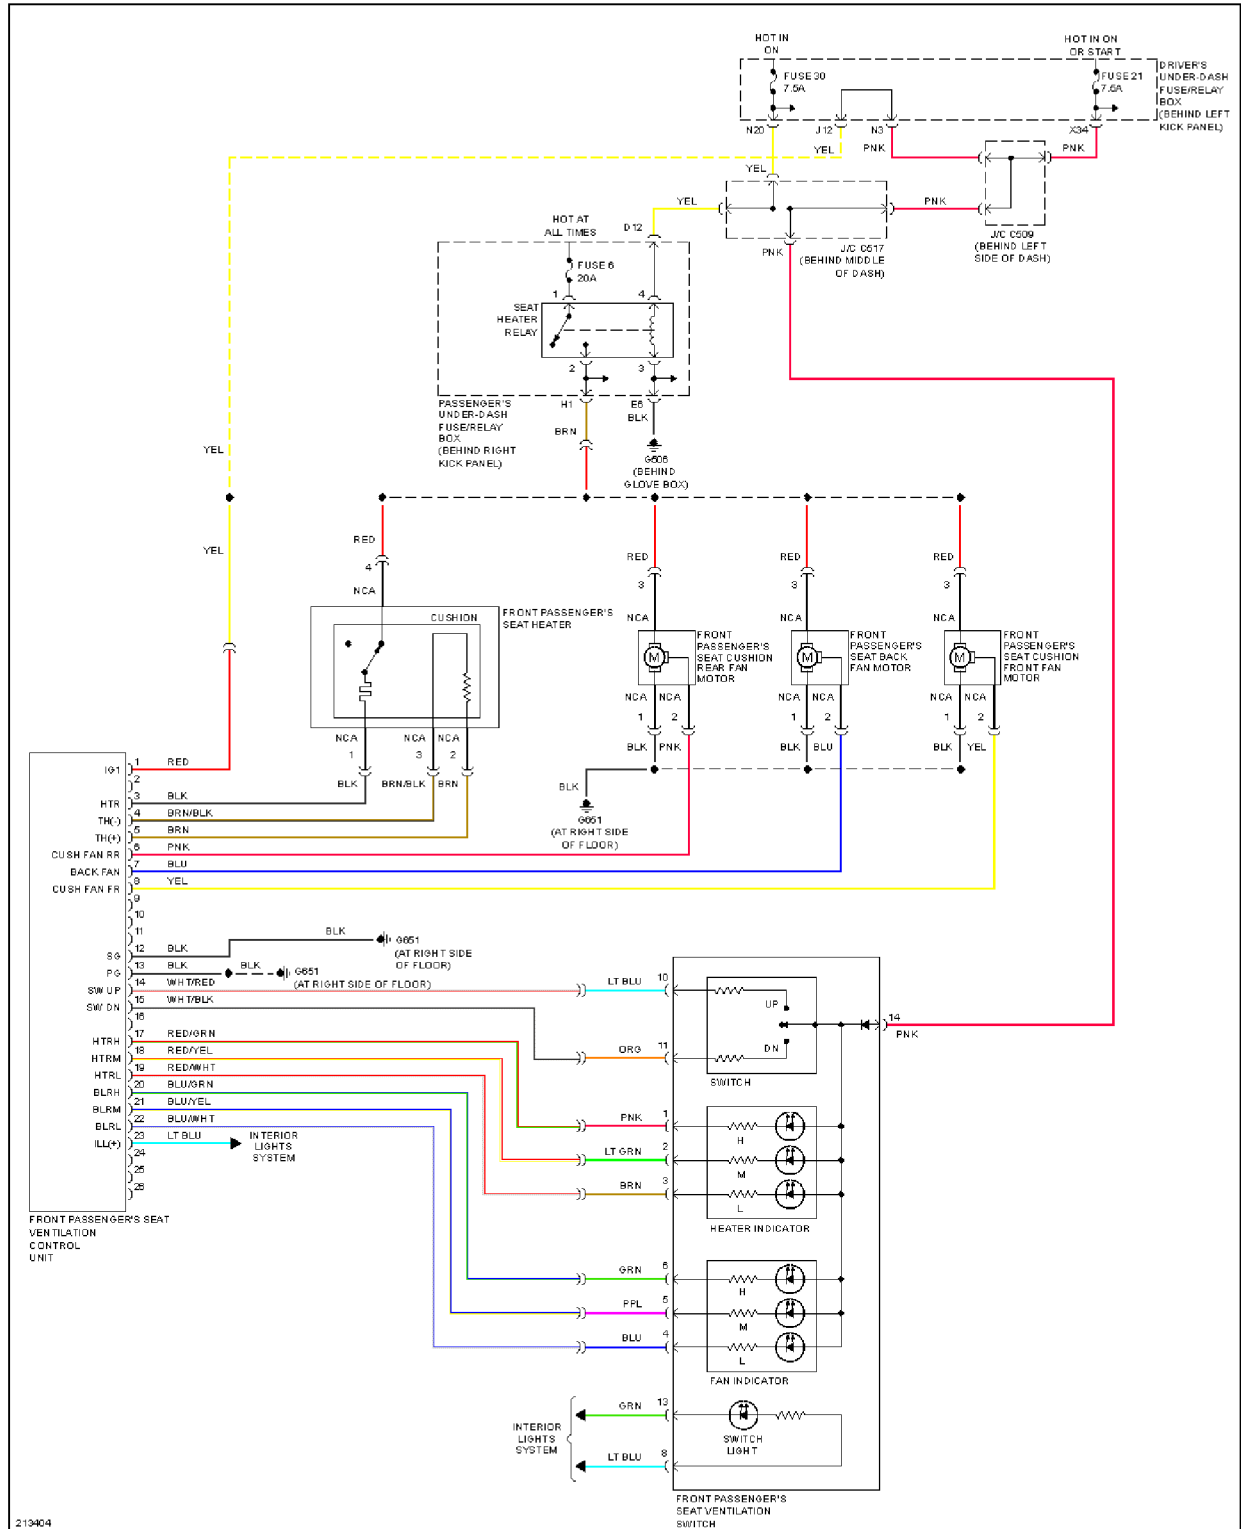 HOT IN
ON
HOT IN ON
OR START
FUSE 30
7.5A
FUSE 21
7.5A
DRIVER'S
UNDER-DASH
FUSE/RELAY
BOX
(BEHIND LEFT
KICK PANEL)
N20
J12
N3
X34
YEL
PNK
PNK
YEL
YEL
PNK
J/C C509
(BEHIND LEFT
SIDE OF DASH)
PNK
J/C C517
(BEHIND MIDDLE
OF DASH)
HOT AT
ALL TIMES
D12
FUSE 6
20A
1
4
SEAT
HEATER
RELAY
2
3
H1
E6
BLK
BRN
PASSENGER'S
UNDER-DASH
FUSE/RELAY
BOX
(BEHIND RIGHT
KICK PANEL)
G506
(BEHIND
GLOVE BOX)
YEL
YEL
RED
4
NCA
RED
3
NCA
RED
3
NCA
RED
3
NCA
CUSHION
FRONT PASSENGER'S
SEAT HEATER
M
FRONT
PASSENGER'S
SEAT CUSHION
REAR FAN
MOTOR
M
FRONT
PASSENGER'S
SEAT BACK
FAN MOTOR
M
FRONT
PASSENGER'S
SEAT CUSHION
FRONT FAN
MOTOR
NCA NCA
1 2
BLK PNK
NCA NCA
1 2
BLK BLU
NCA NCA
1 2
BLK YEL
NCA NCA NCA
1 3 2
BLK BRN/BLK BRN
BLK
G651
(AT RIGHT SIDE
OF FLOOR)
IG1 1 RED
2
HTR 3 BLK
TH(-) 4 BRN/BLK
TH(+) 5 BRN
CUSH FAN RR 6 PNK
BACK FAN 7 BLU
CUSH FAN FR 8 YEL
9
10
11
SG 12 BLK
BLK
G651
(AT RIGHT SIDE
OF FLOOR)
PG 13 BLK
BLK
G651
(AT RIGHT SIDE OF FLOOR)
SW UP 14 WHT/RED
SW DN 15 WHT/BLK
16
HTRH 17 RED/GRN
HTRM 18 RED/YEL
HTRL 19 RED/WHT
BLRH 20 BLU/GRN
BLRM 21 BLU/YEL
BLRL 22 BLU/WHT
ILL(+) 23 LT BLU
24
25
26
INTERIOR
LIGHTS
SYSTEM
FRONT PASSENGER'S SEAT
VENTILATION
CONTROL
UNIT
LT BLU 10
UP
14
PNK
ORG 11
DN
SWITCH
PNK 1
H
LT GRN 2
M
BRN 3
L
HEATER INDICATOR
GRN 6
H
PPL 5
M
BLU 4
L
FAN INDICATOR
GRN 13
SWITCH
LIGHT
INTERIOR
LIGHTS
SYSTEM
LT BLU 8
FRONT PASSENGER'S
SEAT VENTILATION
SWITCH
213404